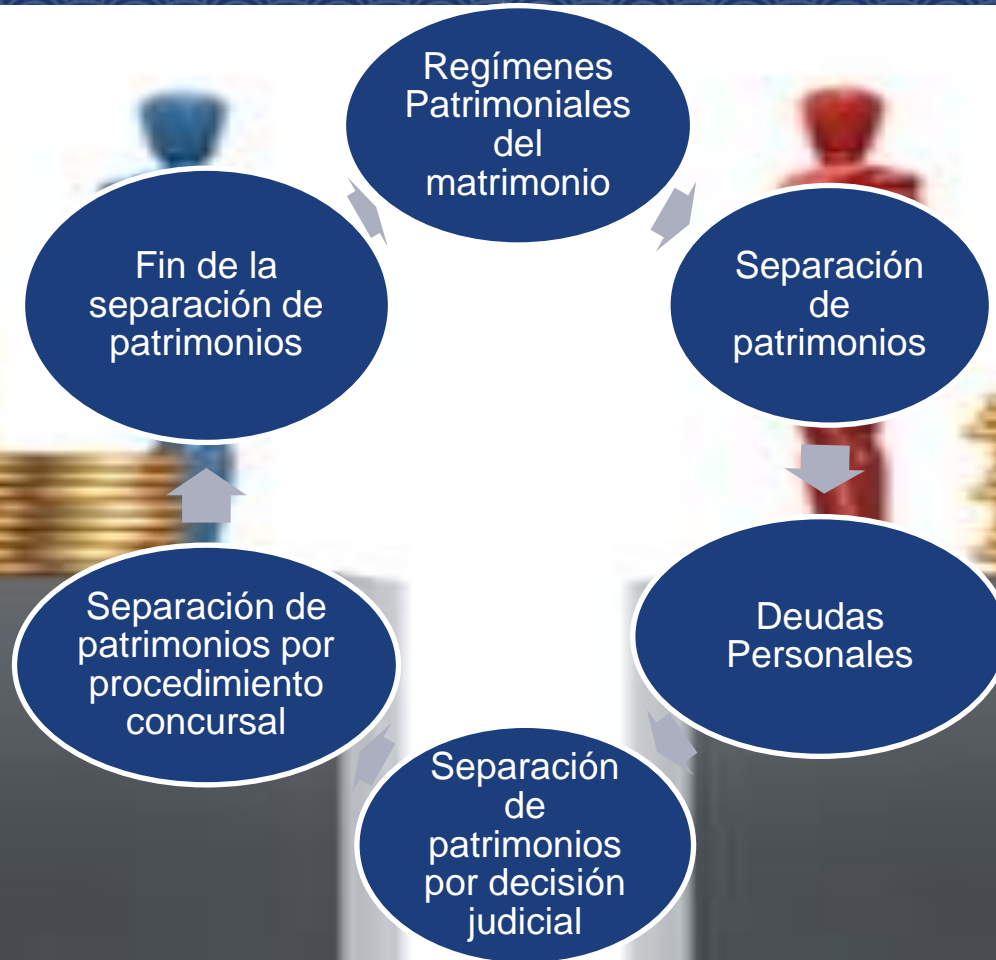 Regímenes
Patrimoniales
del
matrimonio
Separación
de
patrimonios
Deudas
Personales
Separación
de
patrimonios
por decisión
judicial
Separación de
patrimonios por
procedimiento
concursal
Fin de la
separación de
patrimonios